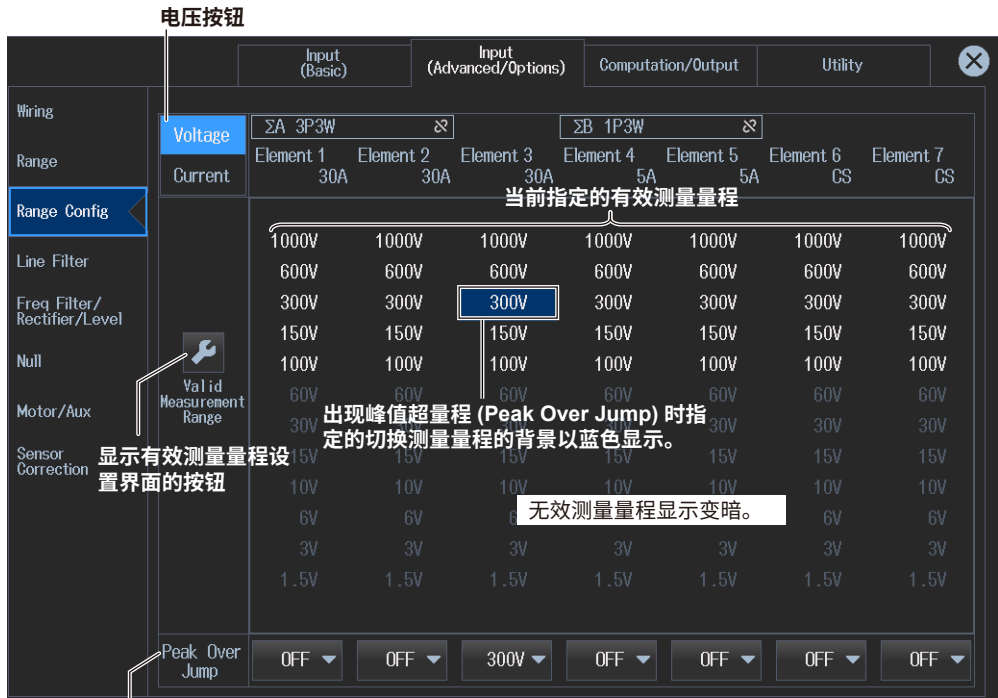 电压按钮
Input
(Basic)
Input
(Advanced/Options)
Computation/Output
Utility
Wiring
Range
Range Config
Line Filter
Freq Filter/
Rectifier/Level
Null
Motor/Aux
Sensor
Correction
Voltage
Current
ΣA 3P3W
ΣB 1P3W
Element 1 Element 2 Element 3 Element 4 Element 5 Element 6 Element 7
30A 30A 30A 5A 5A CS CS
当前指定的有效测量量程
1000V 1000V 1000V 1000V 1000V 1000V 1000V
600V 600V 600V 600V 600V 600V 600V
300V 300V 300V 300V 300V 300V 300V
150V 150V 150V 150V 150V 150V 150V
100V 100V 100V 100V 100V 100V 100V
60V 60V 60V 60V 60V 60V 60V
30V 30V 30V 30V
出现峰值超量程 (Peak Over Jump) 时指
定的切换测量量程的背景以蓝色显示。
15V 15V 15V 15V 15V 15V 15V
10V 10V 10V 10V 10V 10V 10V
无效测量量程显示变暗。
6V 6V 6 6V 6V
3V 3V 3V 3V 3V 3V 3V
1.5V 1.5V 1.5V 1.5V 1.5V 1.5V 1.5V
Valid
Measurement
Range
显示有效测量量程设
置界面的按钮
Peak Over
Jump
OFF OFF 300V OFF OFF OFF OFF